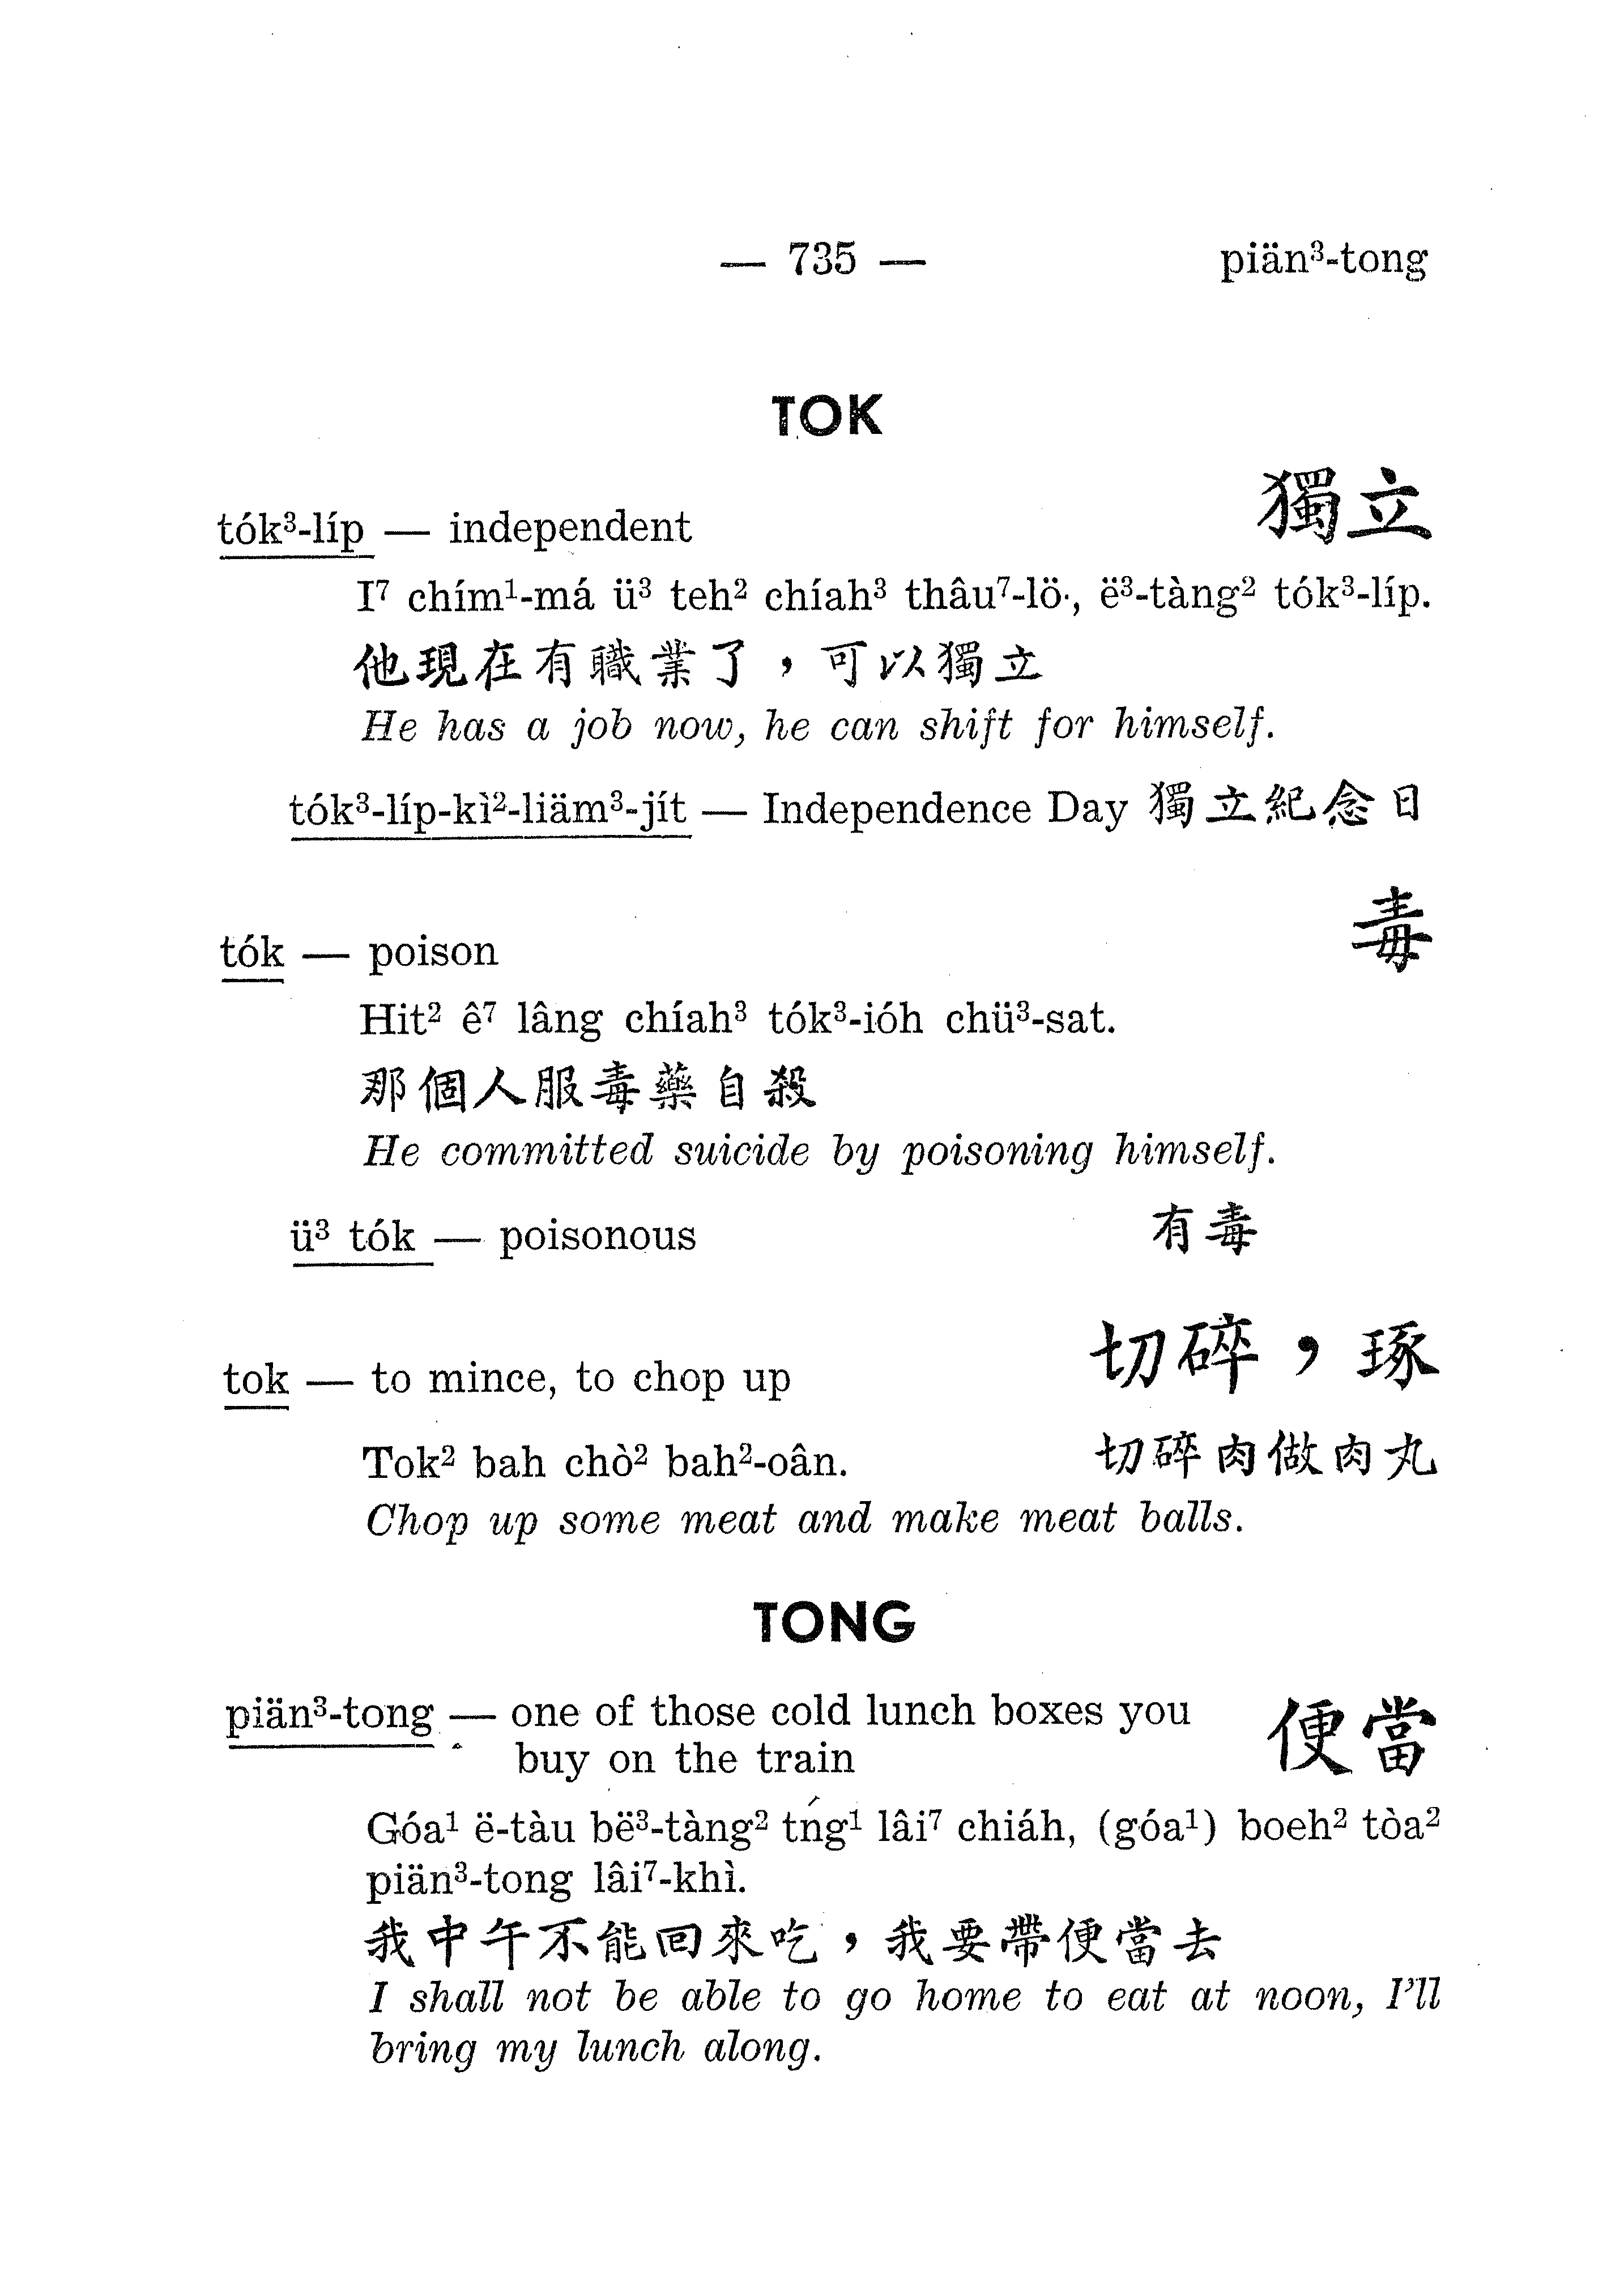 — 735 — piän³-tong
TOK
tók³-líp — independent 獨立
I⁷ chím¹-má ü³ teh² chíah³ thâu⁷-lö·, ë³-tàng² tók³-líp.
他現在有職業了，可以獨立
He has a job now, he can shift for himself.
tók³-líp-kì²-liäm³-jít — Independence Day 獨立紀念日
tók — poison 毒
Hit² ê⁷ lâng chíah³ tók³-ióh chü³-sat.
那個人服毒藥自殺
He committed suicide by poisoning himself.
ü³ tók — poisonous 有毒
tok — to mince, to chop up 切碎，琢
Tok² bah chò² bah²-oân. 切碎肉做肉丸
Chop up some meat and make meat balls.
TONG
piän³-tong — one of those cold lunch boxes you 便當
buy on the train
Góa¹ ë-tàu bë³-tàng² tńg¹ lâi⁷ chiáh, (góa¹) boeh² tòa²
piän³-tong lâi⁷-khì.
我中午不能回來吃，我要帶便當去
I shall not be able to go home to eat at noon, I'll
bring my lunch along.